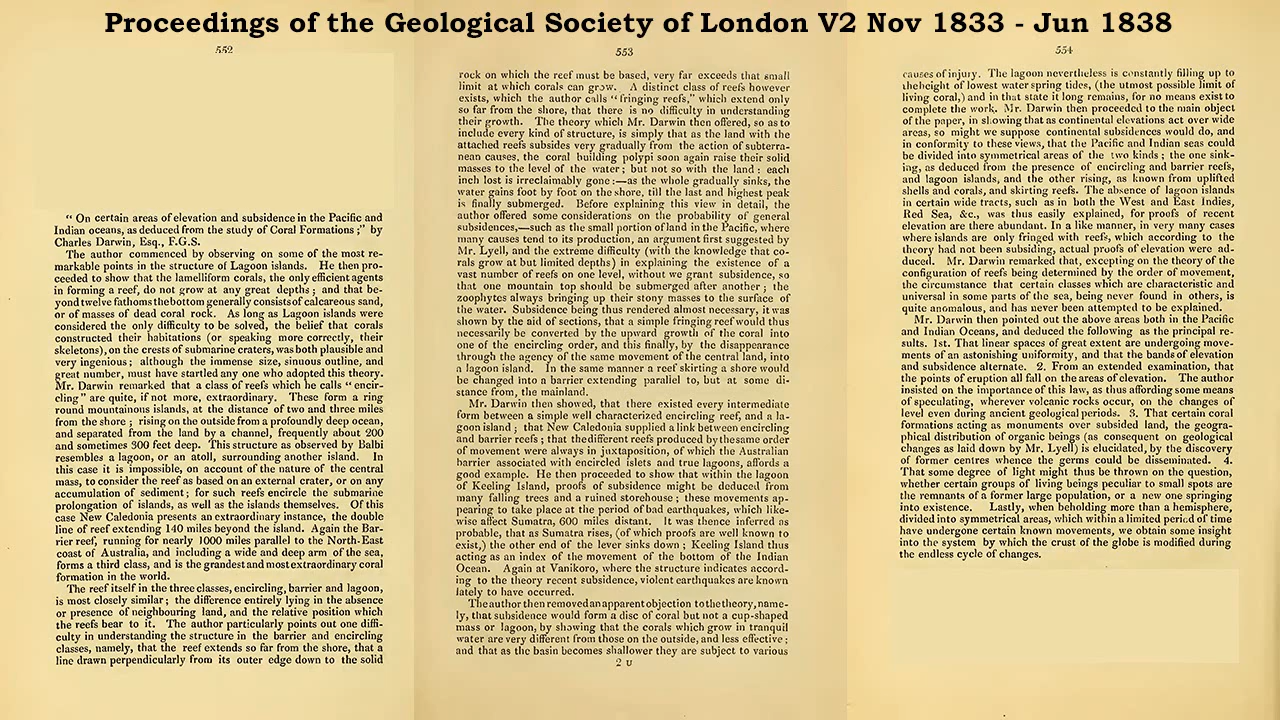 Proceedings of the Geological Society of London V2 Nov 1833 - Jun 1838
552
“ On certain areas of elevation and subsidence in the Pacific and
Indian oceans, as deduced from the study of Coral Formations ;” by
Charles Darwin, Esq., F.G.S.
The author commenced by observing on some of the most re-
markable points in the structure of Lagoon islands. He then pro-
ceeded to show that the lamelliform corals, the only efficient agents
in forming a reef, do not grow at any great depths ; and that be-
yond twelve fathoms the bottom generally consists of calcareous sand,
or of masses of dead coral rock. As long as Lagoon islands were
considered the only difficulty to be solved, the belief that corals
constructed their habitations (or speaking more correctly, their
skeletons), on the crests of submarine craters, was both plausible and
very ingenious ; although the immense size, sinuous outline, and
great number, must have startled any one who adopted this theory.
Mr. Darwin remarked that a class of reefs which he calls “ encir-
cling” are quite, if not more, extraordinary. These form a ring
round mountainous islands, at the distance of two and three miles
from the shore ; rising on the outside from a profoundly deep ocean,
and separated from the land by a channel, frequently about 200
and sometimes 300 feet deep. This structure as observed by Balbi
resembles a lagoon, or an atoll, surrounding another island. In
this case it is impossible, on account of the nature of the central
mass, to consider the reef as based on an external crater, or on any
accumulation of sediment ; for such reefs encircle the submarine
prolongation of islands, as well as the islands themselves. Of this
case New Caledonia presents an extraordinary instance, the double
line of reef extending 140 miles beyond the island. Again the Bar-
rier reef, running for nearly 1000 miles parallel to the North-East
coast of Australia, and including a wide and deep arm of the sea,
forms a third class, and is the grandest and most extraordinary coral
formation in the world.
The reef itself in the three classes, encircling, barrier and lagoon,
is most closely similar ; the difference entirely lying in the absence
or presence of neighbouring land, and the relative position which
the reefs bear to it. The author particularly points out one diffi-
culty in understanding the structure in the barrier and encircling
classes, namely, that the reef extends so far from the shore, that a
line drawn perpendicularly from its outer edge down to the solid
553
rock on which the reef must be based, very far exceeds that small
limit at which corals can grow. A distinct class of reefs however
exists, which the author calls “fringing reefs,” which extend only
so far from the shore, that there is no difficulty in understanding
their growth. The theory which Mr. Darwin then offered, so as to
include every kind of structure, is simply that as the land with the
attached reefs subsides very gradually from the action of subterra-
nean causes, the coral building polypi soon again raise their solid
masses to the level of the water ; but not so with the land : each
inch lost is irreclaimably gone :—as the whole gradually sinks, the
water gains foot by foot on the shore, till the last and highest peak
is finally submerged. Before explaining this view in detail, the
author offered some considerations on the probability of general
subsidences,—such as the small portion of land in the Pacific, where
many causes tend to its production, an argument first suggested by
Mr. Lyell, and the extreme difficulty (with the knowledge that co-
rals grow at but limited depths) in explaining the existence of a
vast number of reefs on one level, without we grant subsidence, so
that one mountain top should be submerged after another ; the
zoophytes always bringing up their stony masses to the surface of
the water. Subsidence being thus rendered almost necessary, it was
shown by the aid of sections, that a simple fringing reef would thus
necessarily be converted by the upward growth of the coral into
one of the encircling order, and this finally, by the disappearance
through the agency of the same movement of the central land, into
a lagoon island. In the same manner a reef skirting a shore would
be changed into a barrier extending parallel to, but at some di-
stance from, the mainland.
Mr. Darwin then showed, that there existed every intermediate
form between a simple well characterized encircling reef, and a la-
goon island ; that New Caledonia supplied a link between encircling
and barrier reefs ; that the different reefs produced by the same order
of movement were always in juxtaposition, of which the Australian
barrier associated with encircled islets and true lagoons, affords a
good example. He then proceeded to show that within the lagoon
of Keeling Island, proofs of subsidence might be deduced from
many falling trees and a ruined storehouse ; these movements ap-
pearing to take place at the period of bad earthquakes, which like-
wise affect Sumatra, 600 miles distant. It was thence inferred as
probable, that as Sumatra rises, (of which proofs are well known to
exist,) the other end of the lever sinks down ; Keeling Island thus
acting as an index of the movement of the bottom of the Indian
Ocean. Again at Vanikoro, where the structure indicates accord-
ing to the theory recent subsidence, violent earthquakes are known
lately to have occurred.
The author then removed an apparent objection to the theory, name-
ly, that subsidence would form a disc of coral but not a cup-shaped
mass or lagoon, by showing that the corals which grow in tranquil
water are very different from those on the outside, and less effective ;
and that as the basin becomes shallower they are subject to various
2 U
554
causes of injury. The lagoon nevertheless is constantly filling up to
the height of lowest water spring tides, (the utmost possible limit of
living coral,) and in that state it long remains, for no means exist to
complete the work. Mr. Darwin then proceeded to the main object
of the paper, in showing that as continental elevations act over wide
areas, so might we suppose continental subsidences would do, and
in conformity to these views, that the Pacific and Indian seas could
be divided into symmetrical areas of the two kinds ; the one sink-
ing, as deduced from the presence of encircling and barrier reefs,
and lagoon islands, and the other rising, as known from uplifted
shells and corals, and skirting reefs. The absence of lagoon islands
in certain wide tracts, such as in both the West and East Indies,
Red Sea, &c., was thus easily explained, for proofs of recent
elevation are there abundant. In a like manner, in very many cases
where islands are only fringed with reefs, which according to the
theory had not been subsiding, actual proofs of elevation were ad-
duced. Mr. Darwin remarked that, excepting on the theory of the
configuration of reefs being determined by the order of movement,
the circumstance that certain classes which are characteristic and
universal in some parts of the sea, being never found in others, is
quite anomalous, and has never been attempted to be explained.
Mr. Darwin then pointed out the above areas both in the Pacific
and Indian Oceans, and deduced the following as the principal re-
sults. 1st. That linear spaces of great extent are undergoing move-
ments of an astonishing uniformity, and that the bands of elevation
and subsidence alternate. 2. From an extended examination, that
the points of eruption all fall on the areas of elevation. The author
insisted on the importance of this law, as thus affording some means
of speculating, wherever volcanic rocks occur, on the changes of
level even during ancient geological periods. 3. That certain coral
formations acting as monuments over subsided land, the geogra-
phical distribution of organic beings (as consequent on geological
changes as laid down by Mr. Lyell) is elucidated, by the discovery
of former centres whence the germs could be disseminated. 4.
That some degree of light might thus be thrown on the question,
whether certain groups of living beings peculiar to small spots are
the remnants of a former large population, or a new one springing
into existence. Lastly, when beholding more than a hemisphere,
divided into symmetrical areas, which within a limited period of time
have undergone certain known movements, we obtain some insight
into the system by which the crust of the globe is modified during
the endless cycle of changes.